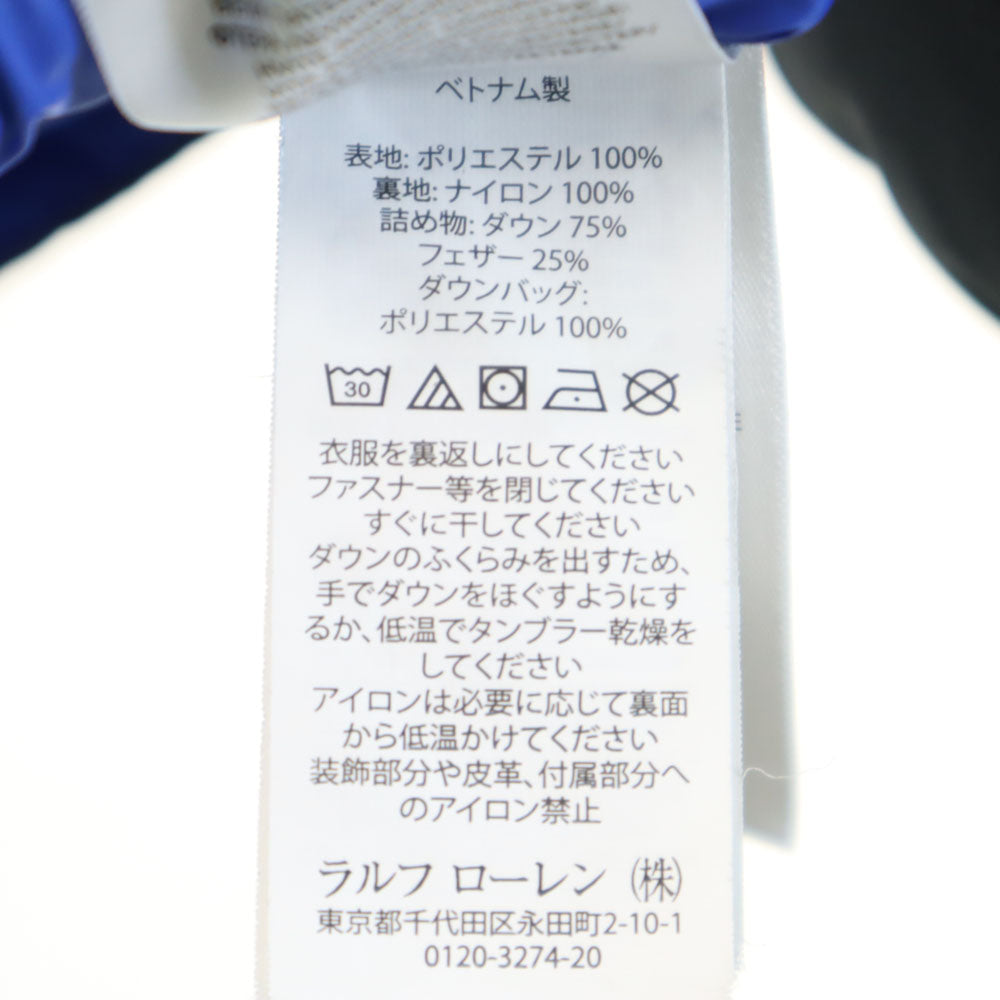 ベトナム製
表地: ポリエステル 100%
裏地: ナイロン 100%
詰め物: ダウン 75%
フェザー 25%
ダウンバッグ:
ポリエステル 100%
30
衣服を裏返しにしてください
ファスナー等を閉じてください
すぐに干してください
ダウンのふくらみを出すため、
手でダウンをほぐすようにす
るか、低温でタンブラー乾燥を
してください
アイロンは必要に応じて裏面
から低温かけてください
装飾部分や皮革、付属部分へ
のアイロン禁止
ラルフ ローレン (株)
東京都千代田区永田町2-10-1
0120-3274-20